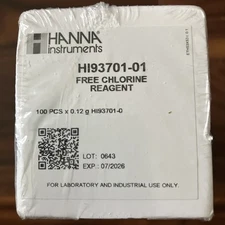 HANNA
instruments
HI93701-01
FREE CHLORINE
REAGENT
100 PCS x 0.12 g HI93701-0
LOT: 0643
EXP: 07/2026
FOR LABORATORY AND INDUSTRIAL USE ONLY.